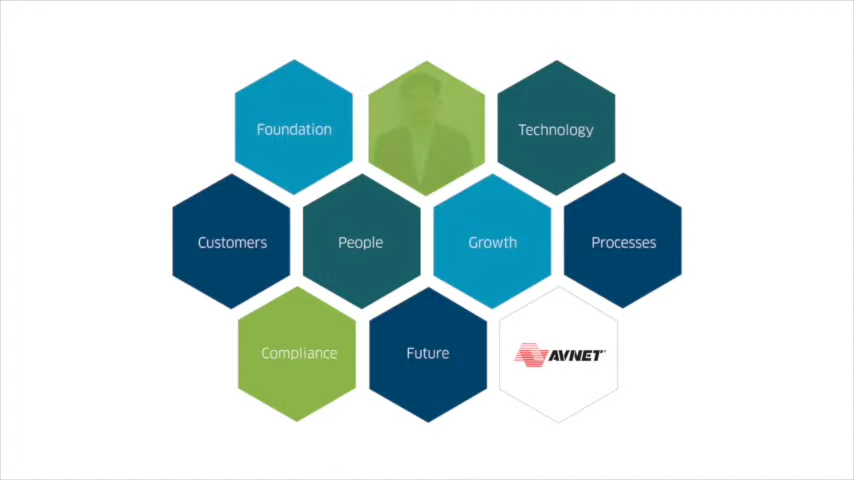 Foundation
Technology
Customers
People
Growth
Processes
Compliance
Future
AVNET